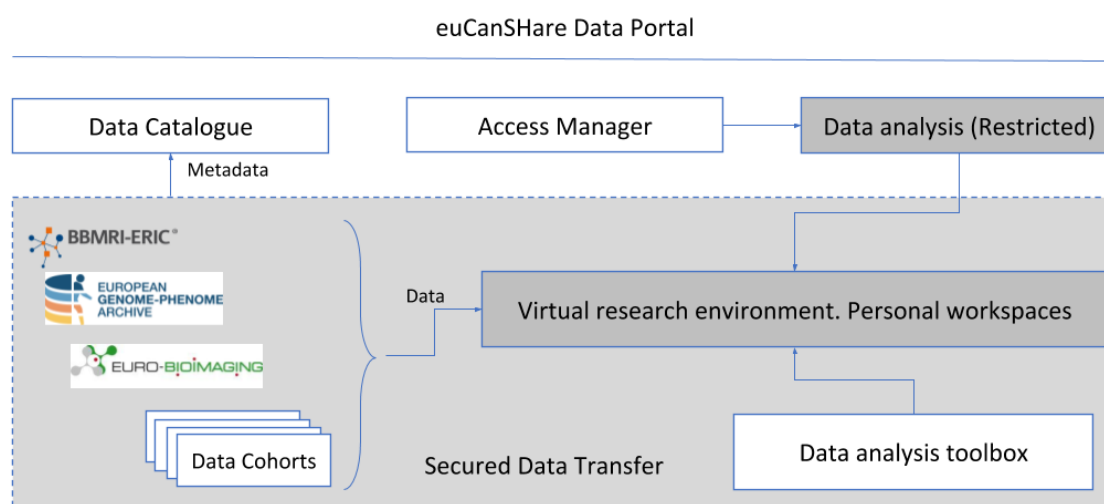 euCanSHare Data Portal
Data Catalogue
Access Manager
Data analysis (Restricted)
Metadata
BBMRI-ERIC®
EUROPEAN
GENOME-PHENOME
ARCHIVE
Data
Virtual research environment. Personal workspaces
EURO-BIOIMAGING
Data Cohorts
Secured Data Transfer
Data analysis toolbox